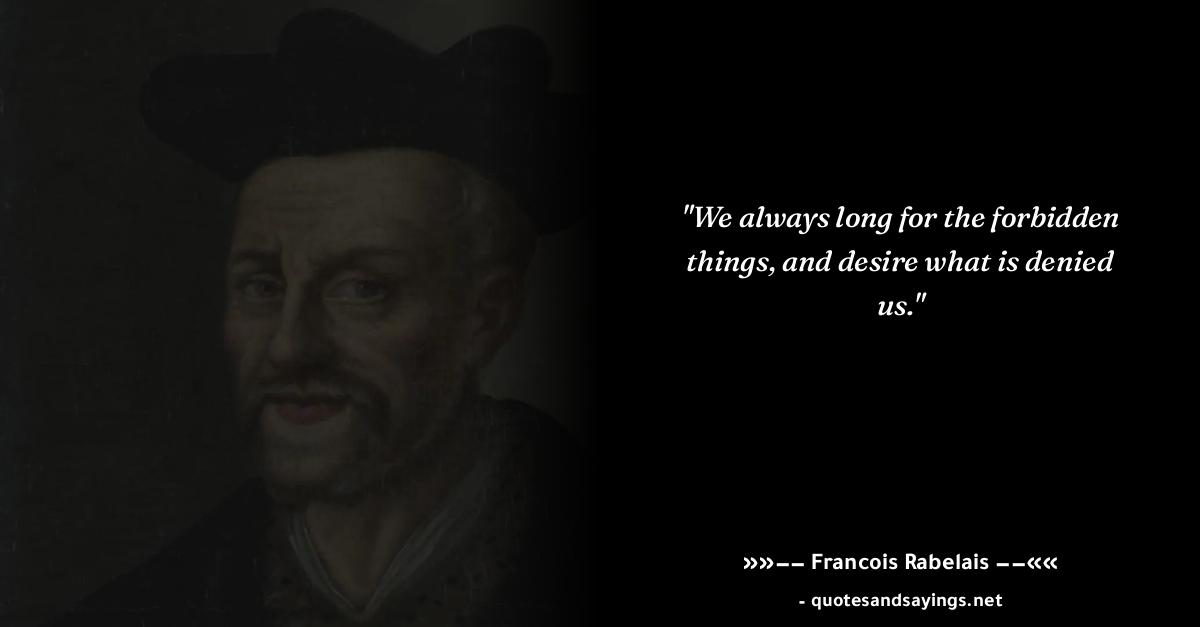 "We always long for the forbidden
things, and desire what is denied
us."
»»−− Francois Rabelais −−««
- quotesandsayings.net